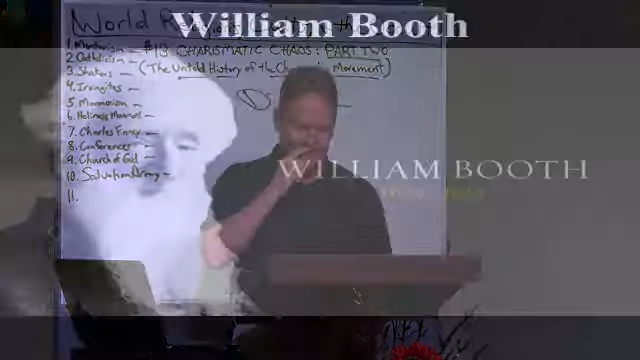 William Booth
World
#13 CHARISMATIC CHAOS: PART TWO
(The Untold History of the Charismatic Movement)
1. Montanism -
2. Catholicism -
3. Shakers -
4. Irvingites -
5. Mormonism -
6. Holiness Movement -
7. Charles Finney -
8. Conferences -
9. Church of God -
10. Salvation Army -
11.
WILLIAM BOOTH